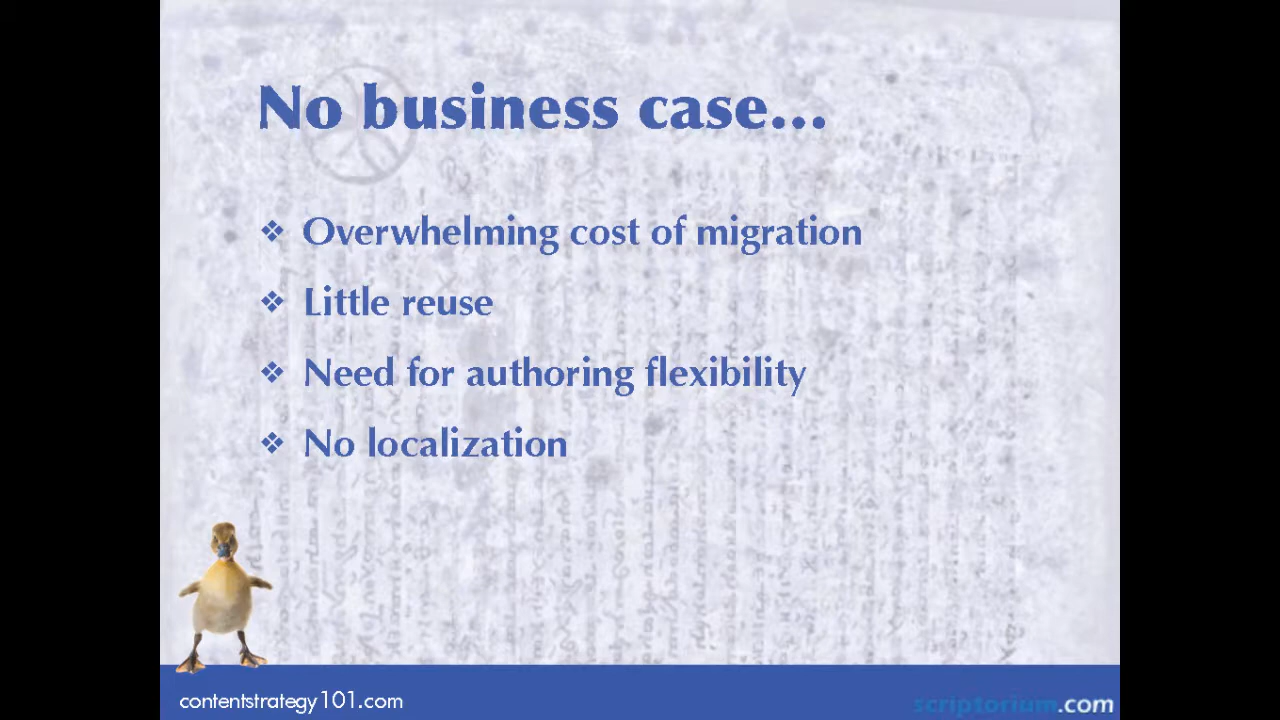 No business case...
❖ Overwhelming cost of migration
❖ Little reuse
❖ Need for authoring flexibility
❖ No localization
contentstrategy101.com
scriptorium.com